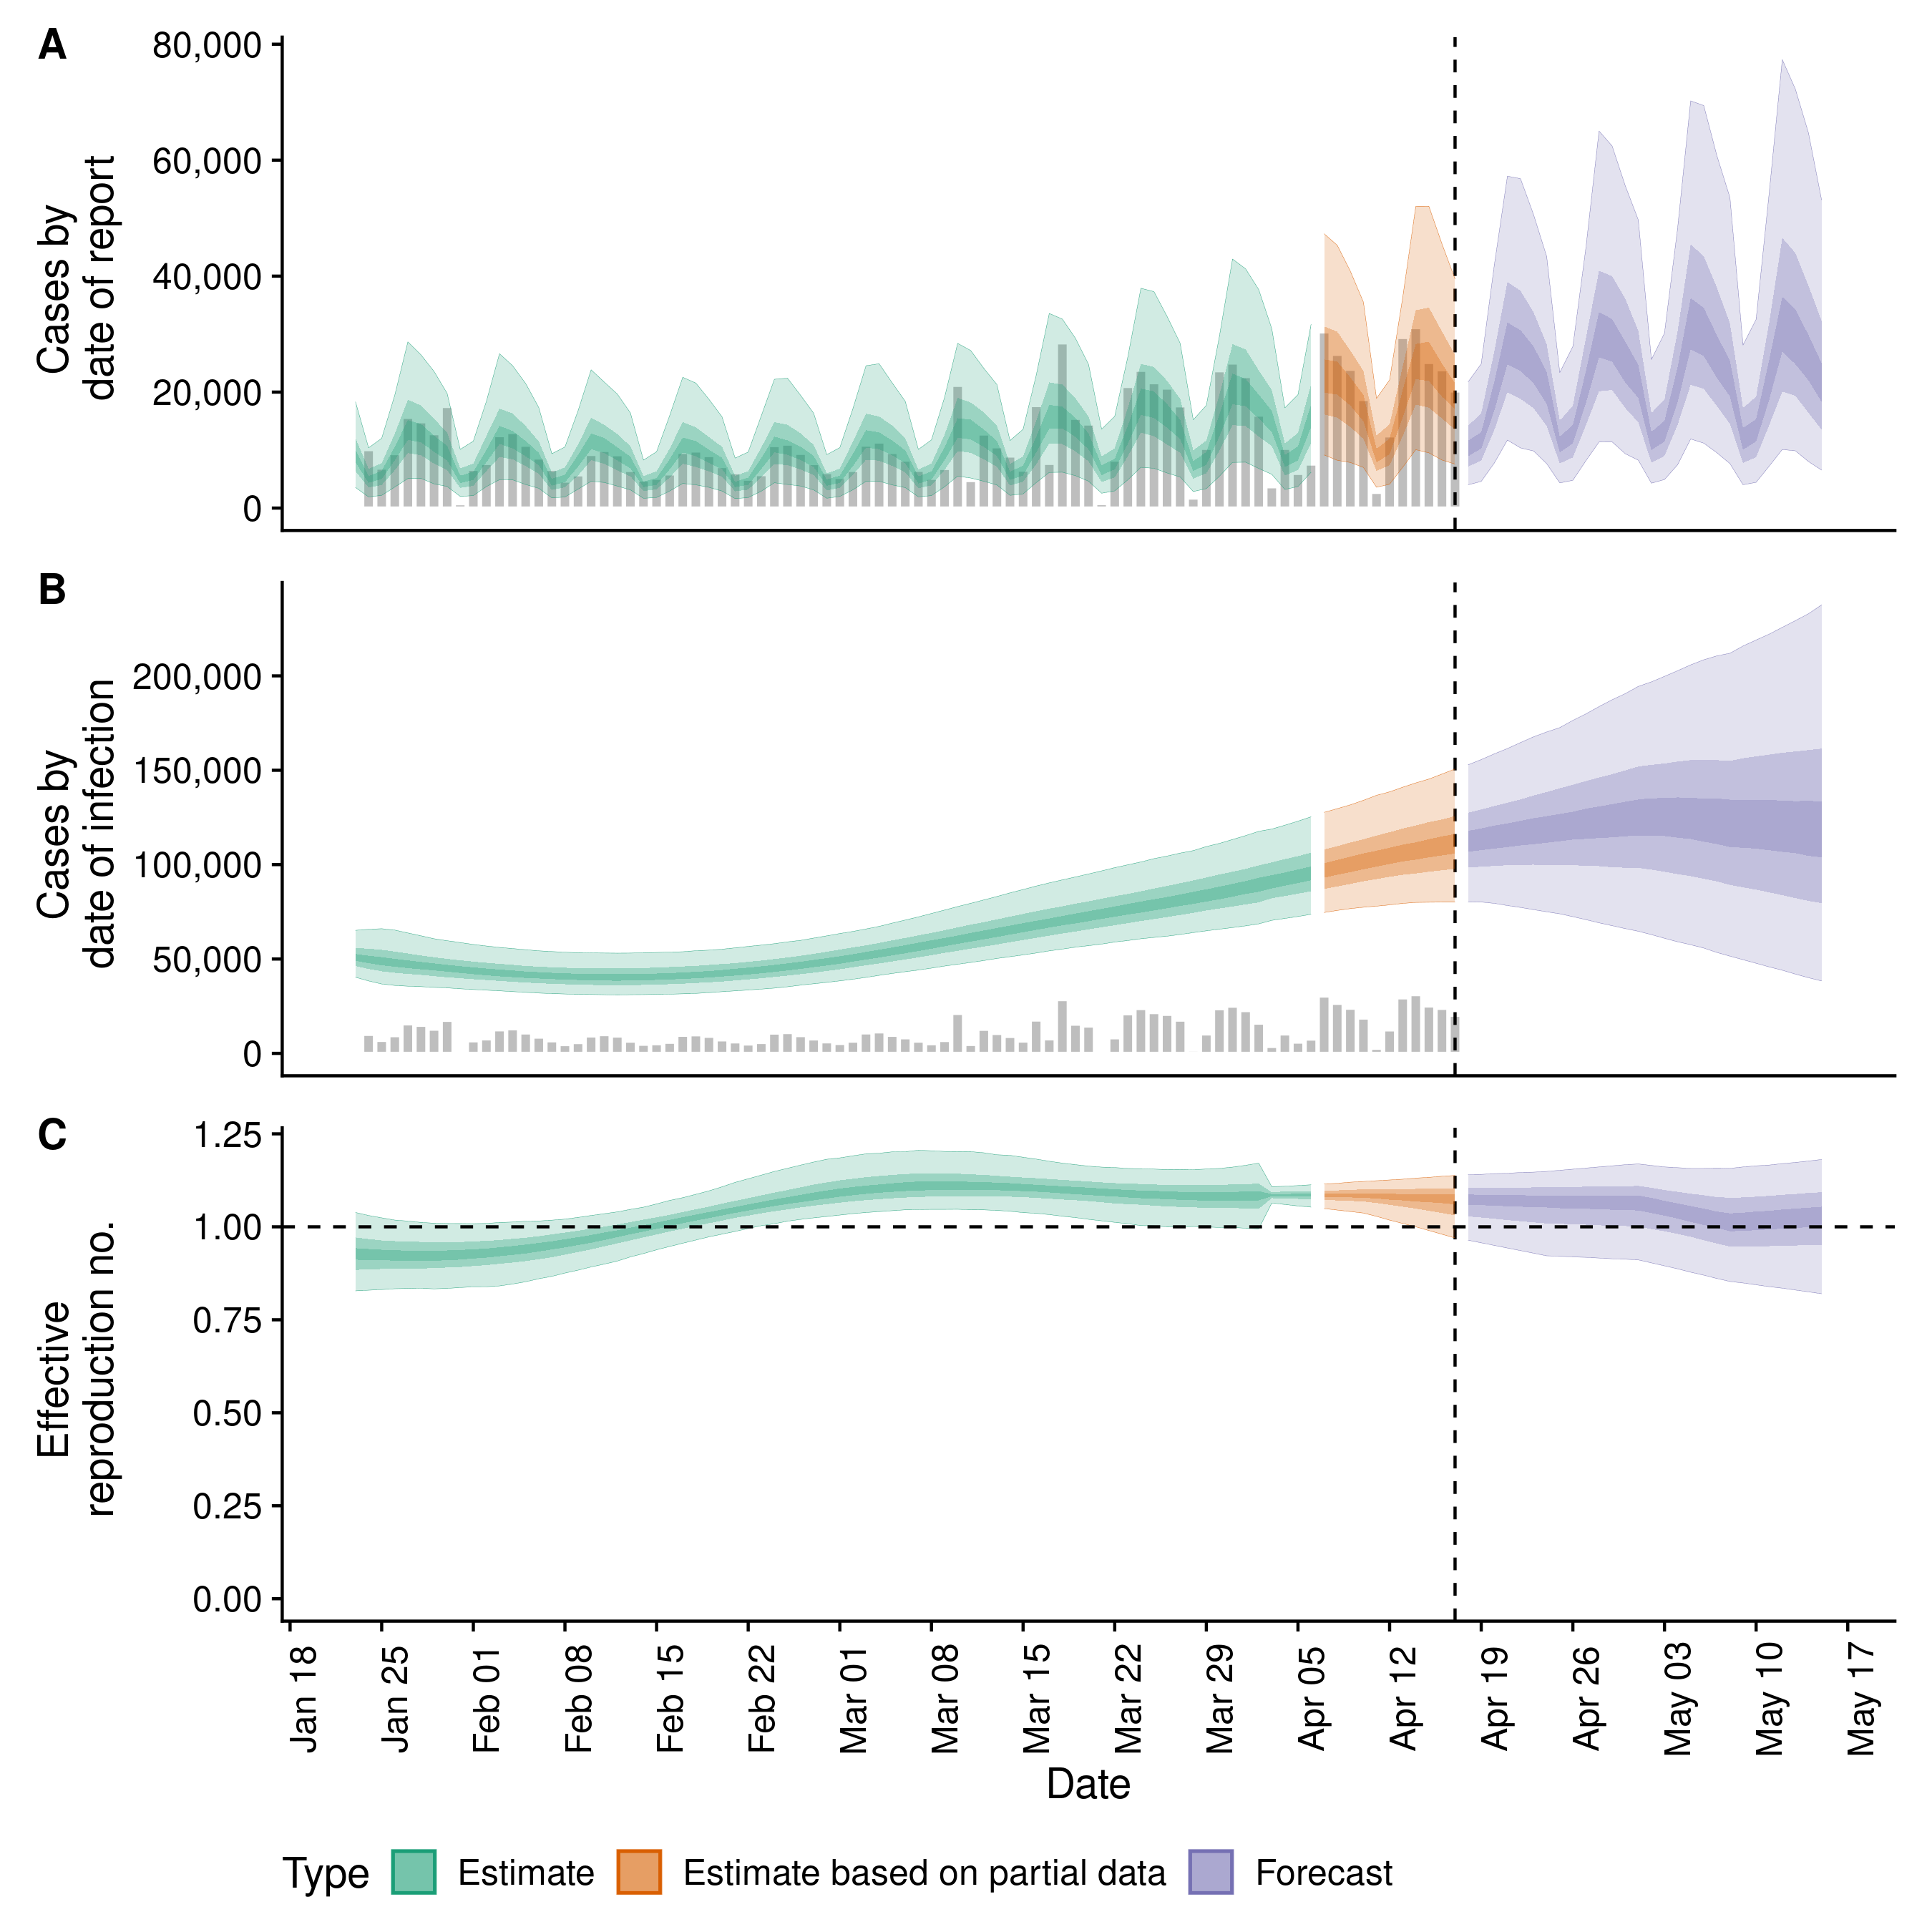 A
Cases by
date of report
80,000
60,000
40,000
20,000
0
B
Cases by
date of infection
200,000
150,000
100,000
50,000
0
C
Effective
reproduction no.
1.25
1.00
0.75
0.50
0.25
0.00
Jan 18
Jan 25
Feb 01
Feb 08
Feb 15
Feb 22
Mar 01
Mar 08
Mar 15
Mar 22
Mar 29
Apr 05
Apr 12
Apr 19
Apr 26
May 03
May 10
May 17
Date
Type Estimate Estimate based on partial data Forecast